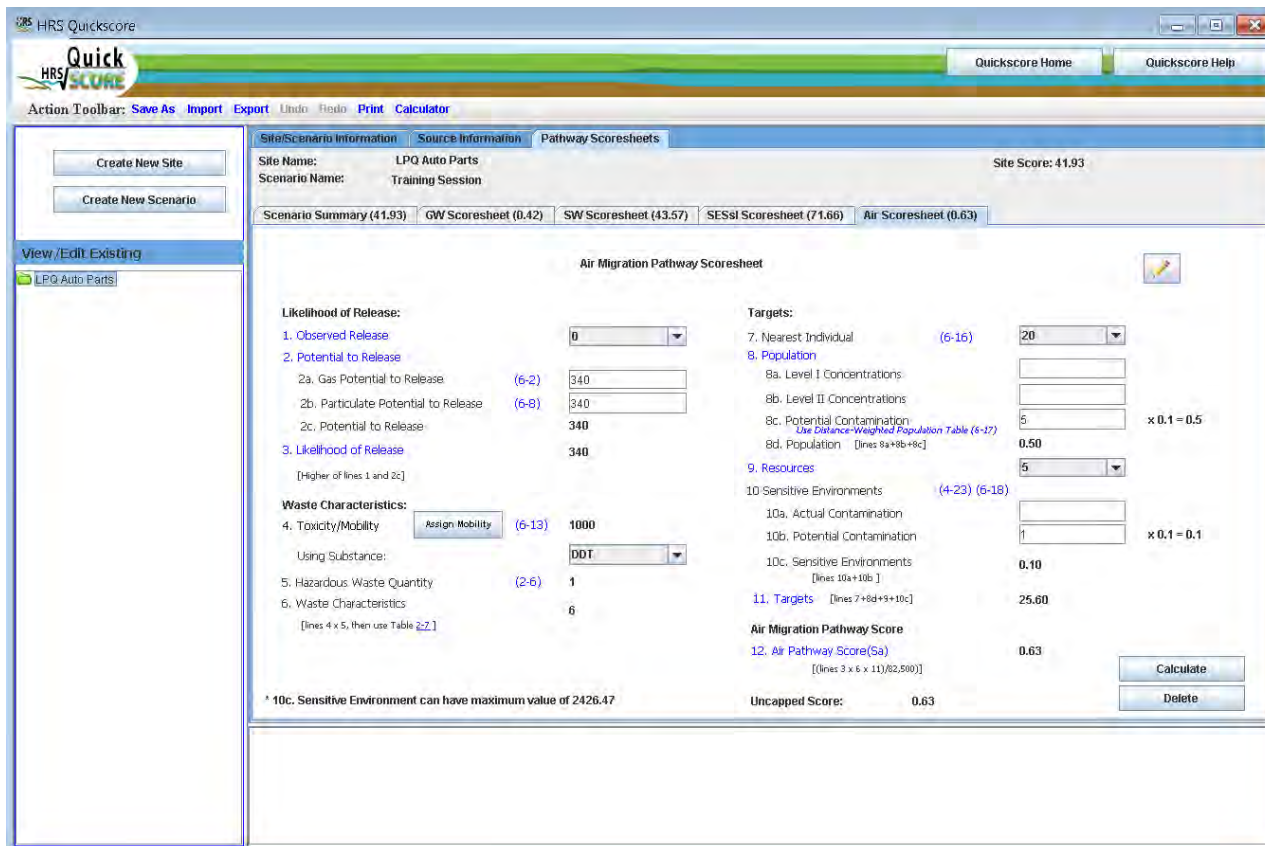 HRS Quickscore
Quick
HRS SCORE
Quickscore Home
Quickscore Help
Action Toolbar: Save As Import Export Undo Redo Print Calculator
Create New Site
Create New Scenario
View/Edit Existing
LPQ Auto Parts
Site/Scenario Information Source Information Pathway Scoresheets
Site Name: LPQ Auto Parts Site Score: 41.93
Scenario Name: Training Session
Scenario Summary (41.93) GW Scoresheet (0.42) SW Scoresheet (43.57) SESsI Scoresheet (71.66) Air Scoresheet (0.63)
Air Migration Pathway Scoresheet
Likelihood of Release:
1. Observed Release 0
2. Potential to Release
2a. Gas Potential to Release (6-2) 340
2b. Particulate Potential to Release (6-8) 340
2c. Potential to Release 340
3. Likelihood of Release 340
[Higher of lines 1 and 2c]
Waste Characteristics:
4. Toxicity/Mobility Assign Mobility (6-13) 1000
Using Substance: DDT
5. Hazardous Waste Quantity (2-6) 1
6. Waste Characteristics 6
[lines 4 x 5, then use Table 2-7 ]
* 10c. Sensitive Environment can have maximum value of 2426.47
Targets:
7. Nearest Individual (6-16) 20
8. Population
8a. Level I Concentrations
8b. Level II Concentrations
8c. Potential Contamination 5 x 0.1 = 0.5
Use Distance-Weighted Population Table (6-17)
8d. Population [lines 8a+8b+8c] 0.50
9. Resources 5
10 Sensitive Environments (4-23) (6-18)
10a. Actual Contamination
10b. Potential Contamination 1 x 0.1 = 0.1
10c. Sensitive Environments 0.10
[lines 10a+10b ]
11. Targets [lines 7+8d+9+10c] 25.60
Air Migration Pathway Score
12. Air Pathway Score(Sa) 0.63
[(lines 3 x 6 x 11)/82,500)]
Uncapped Score: 0.63
Calculate
Delete